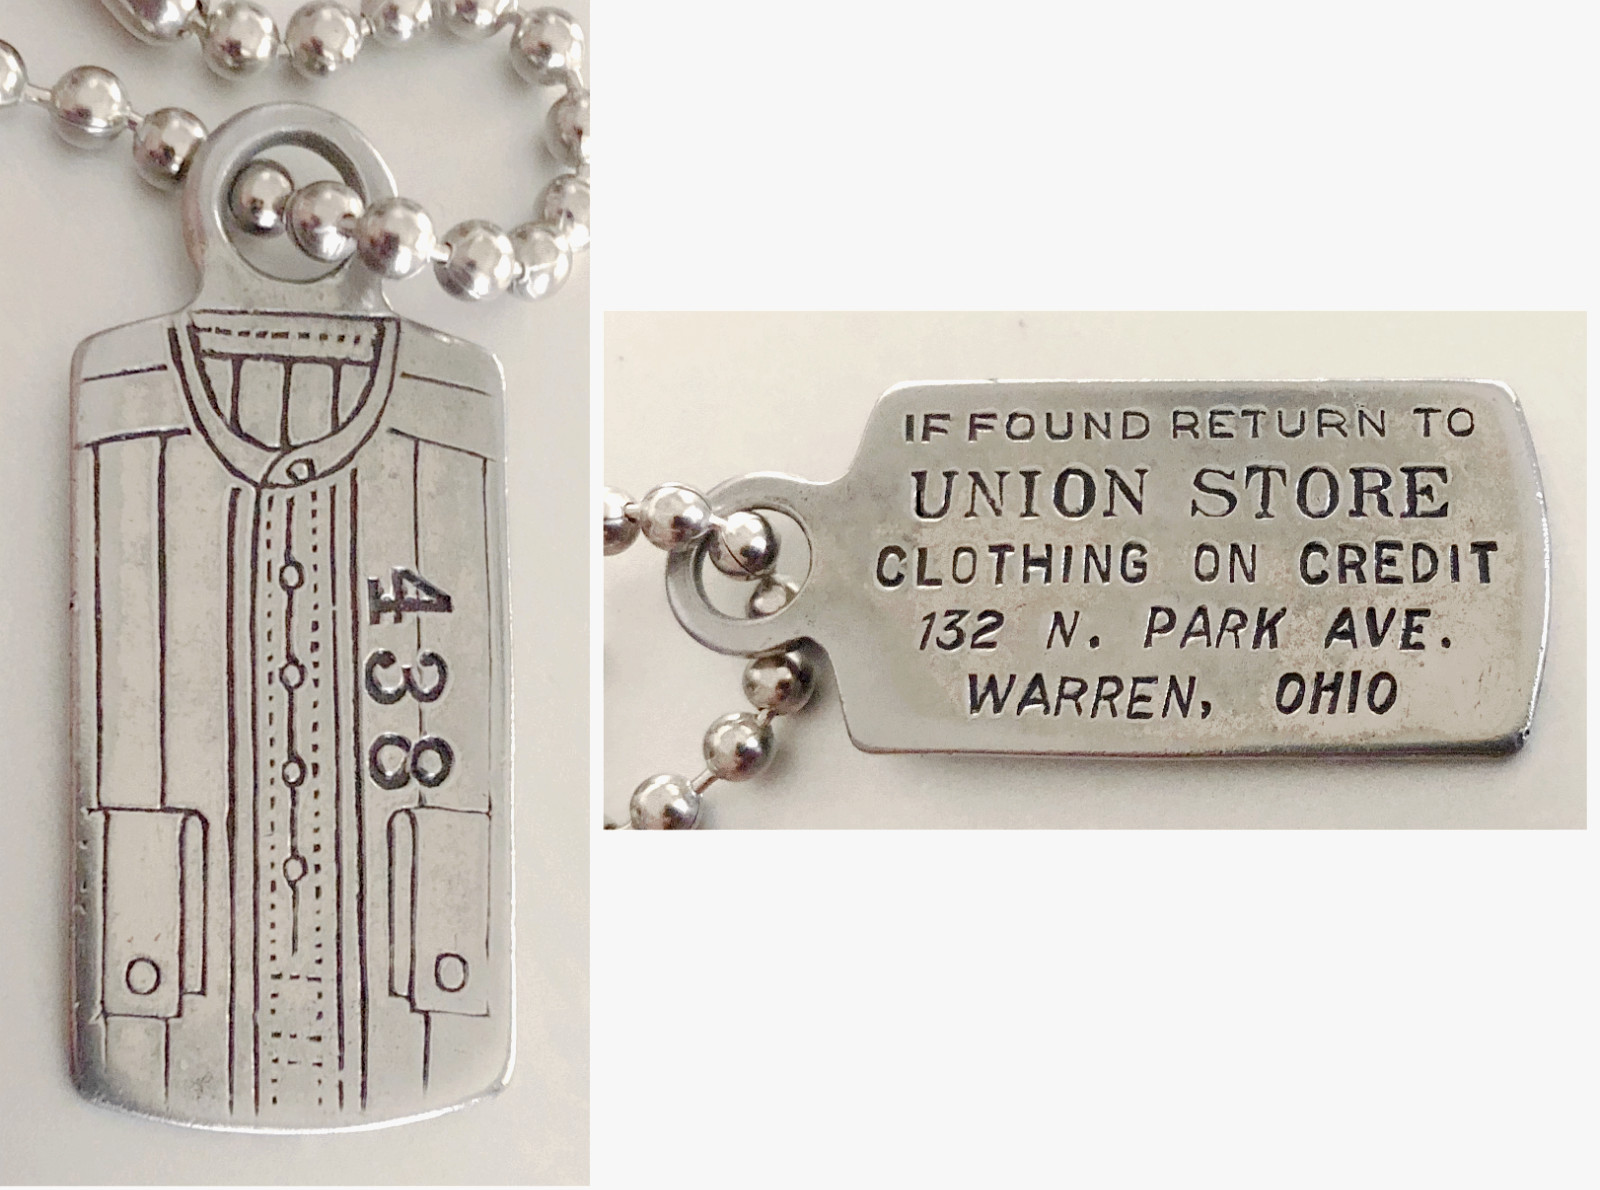 438
IF FOUND RETURN TO
UNION STORE
CLOTHING ON CREDIT
132 N. PARK AVE.
WARREN, OHIO